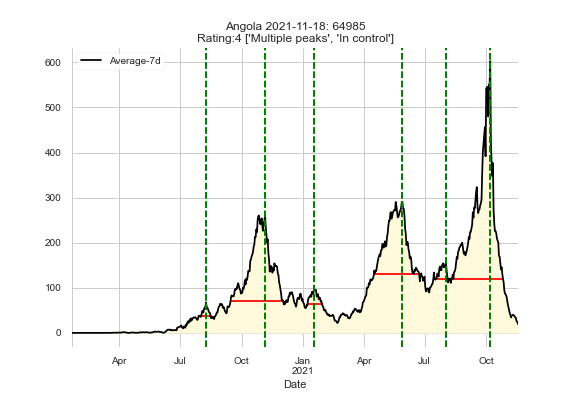 Angola 2021-11-18: 64985
Rating:4 ['Multiple peaks', 'In control']
Average-7d
600
500
400
300
200
100
0
Apr Jul Oct Jan Apr Jul Oct
2021
Date